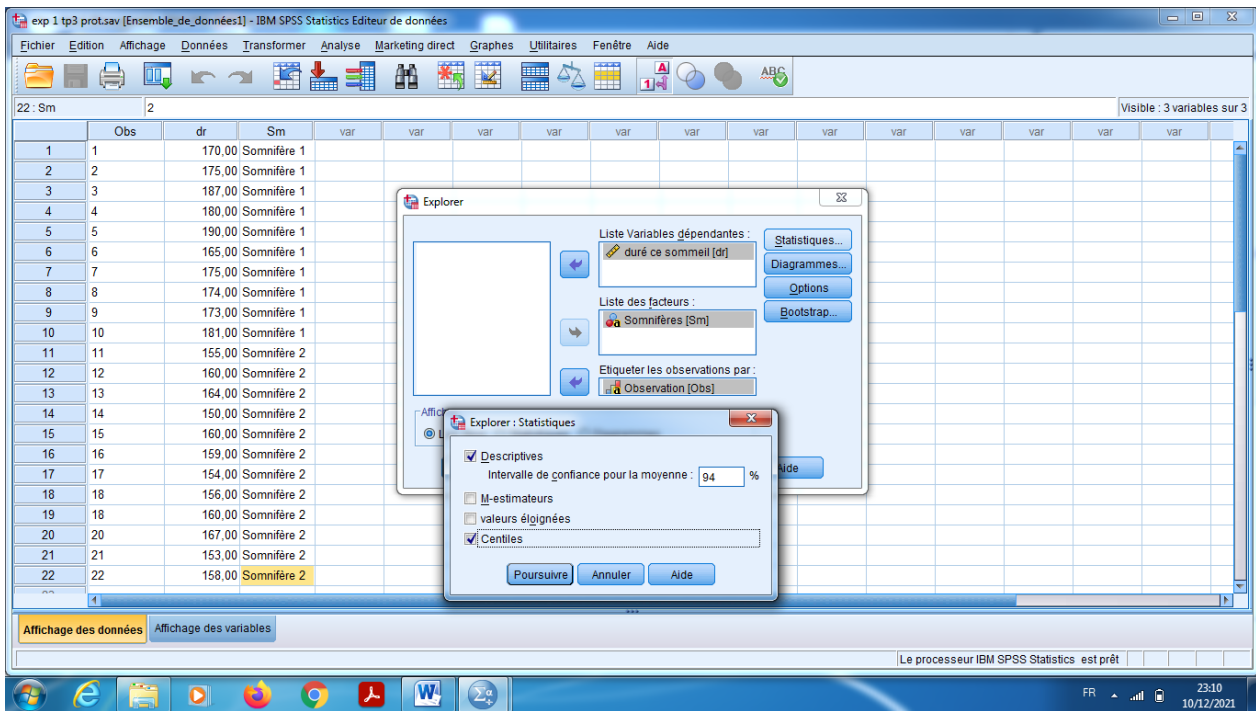 exp 1 tp3 prot.sav [Ensemble_de_données1] - IBM SPSS Statistics Editeur de données
Fichier Edition Affichage Données Transformer Analyse Marketing direct Graphes Utilitaires Fenêtre Aide
22 : Sm 2 Visible : 3 variables sur 3
Obs dr Sm var var var var var var var var var var var var var
1 1 170,00 Somnifère 1
2 2 175,00 Somnifère 1
3 3 187,00 Somnifère 1
4 4 180,00 Somnifère 1
5 5 190,00 Somnifère 1
6 6 165,00 Somnifère 1
7 7 175,00 Somnifère 1
8 8 174,00 Somnifère 1
9 9 173,00 Somnifère 1
10 10 181,00 Somnifère 1
11 11 155,00 Somnifère 2
12 12 160,00 Somnifère 2
13 13 164,00 Somnifère 2
14 14 150,00 Somnifère 2
15 15 160,00 Somnifère 2
16 16 159,00 Somnifère 2
17 17 154,00 Somnifère 2
18 18 156,00 Somnifère 2
19 18 160,00 Somnifère 2
20 20 167,00 Somnifère 2
21 21 153,00 Somnifère 2
22 22 158,00 Somnifère 2
Explorer
Liste Variables dépendantes :
duré ce sommeil [dr]
Statistiques...
Diagrammes...
Options
Bootstrap...
Liste des facteurs :
Somnifères [Sm]
Etiqueter les observations par :
Observation [Obs]
Aide
Explorer : Statistiques
Descriptives
Intervalle de confiance pour la moyenne : 94 %
M-estimateurs
valeurs éloignées
Centiles
Poursuivre Annuler Aide
Affichage des données Affichage des variables
Le processeur IBM SPSS Statistics est prêt
FR 23:10
10/12/2021